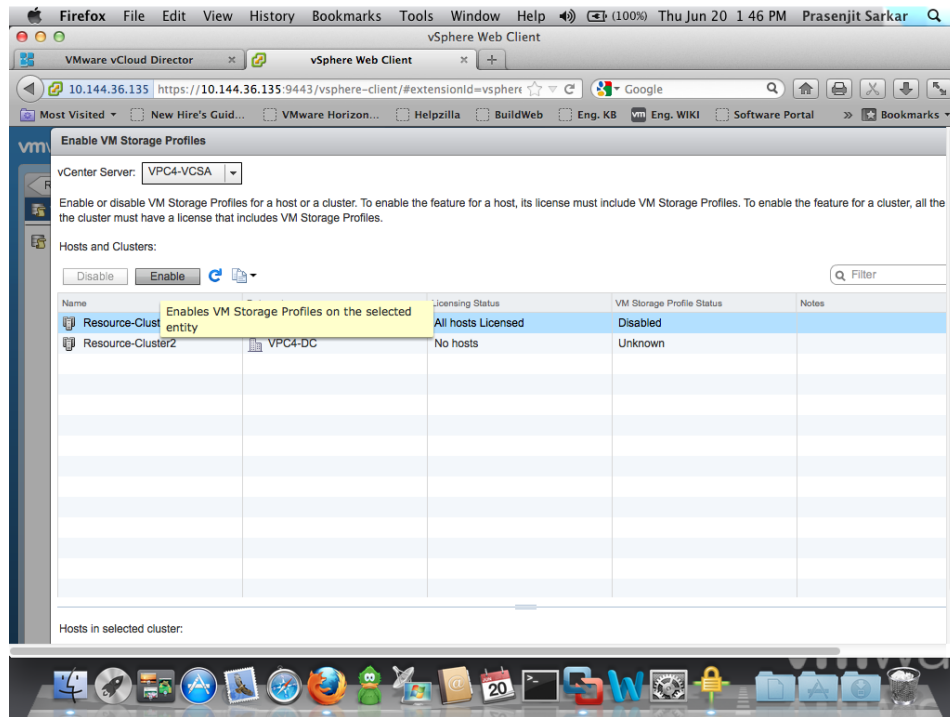 Firefox File Edit View History Bookmarks Tools Window Help (100%) Thu Jun 20 1 46 PM Prasenjit Sarkar
vSphere Web Client
VMware vCloud Director × vSphere Web Client × +
10.144.36.135 https://10.144.36.135:9443/vsphere-client/#extensionId=vspher Google
Most Visited New Hire's Guid... VMware Horizon... Helpzilla BuildWeb Eng. KB vm Eng. WIKI Software Portal » Bookmarks
Enable VM Storage Profiles
vCenter Server: VPC4-VCSA
Enable or disable VM Storage Profiles for a host or a cluster. To enable the feature for a host, its license must include VM Storage Profiles. To enable the feature for a cluster, all the
the cluster must have a license that includes VM Storage Profiles.
Hosts and Clusters:
Disable Enable Filter
Name Licensing Status VM Storage Profile Status Notes
Enables VM Storage Profiles on the selected
entity
Resource-Clust All hosts Licensed Disabled
Resource-Cluster2 VPC4-DC No hosts Unknown
Hosts in selected cluster:
20